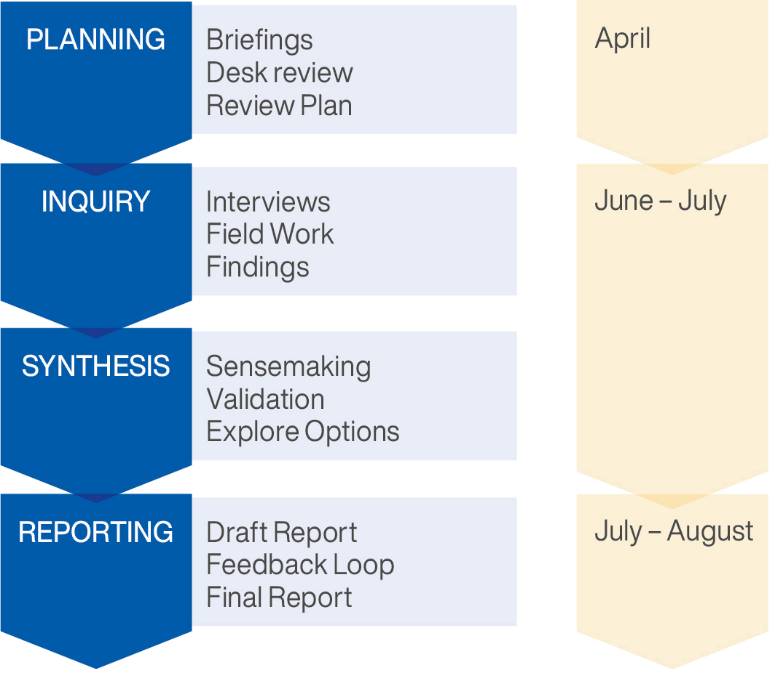 PLANNING
Briefings
Desk review
Review Plan
April
INQUIRY
Interviews
Field Work
Findings
June – July
SYNTHESIS
Sensemaking
Validation
Explore Options
REPORTING
Draft Report
Feedback Loop
Final Report
July – August